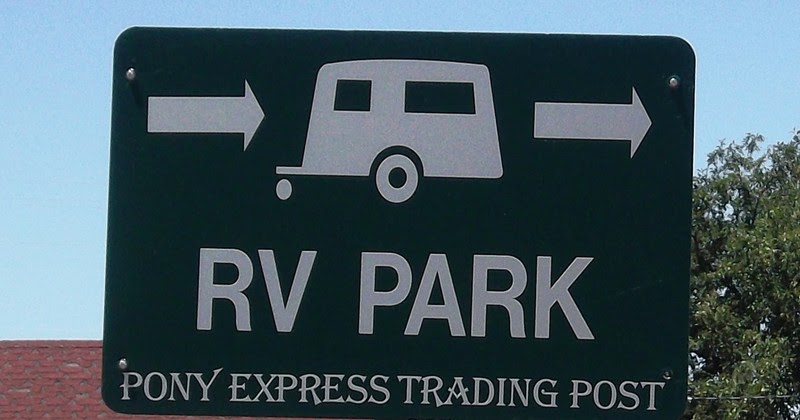 RV PARK
PONY EXPRESS TRADING POST